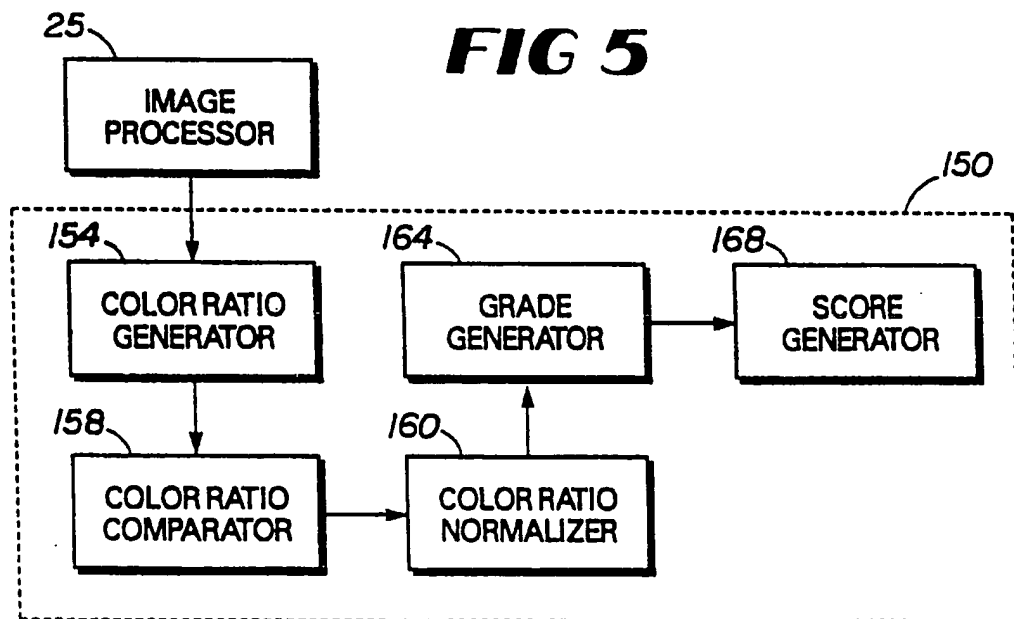 25
FIG 5
IMAGE
PROCESSOR
150
154
COLOR RATIO
GENERATOR
164
GRADE
GENERATOR
168
SCORE
GENERATOR
158
COLOR RATIO
COMPARATOR
160
COLOR RATIO
NORMALIZER